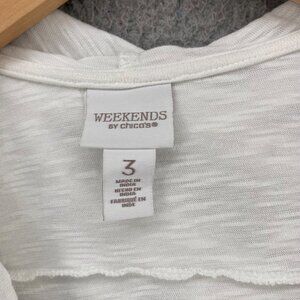 WEEKENDS
BY CHICO'S®
3
MADE IN
INDIA
HECHO EN
INDIA
FABRIQUÉ EN
INDE